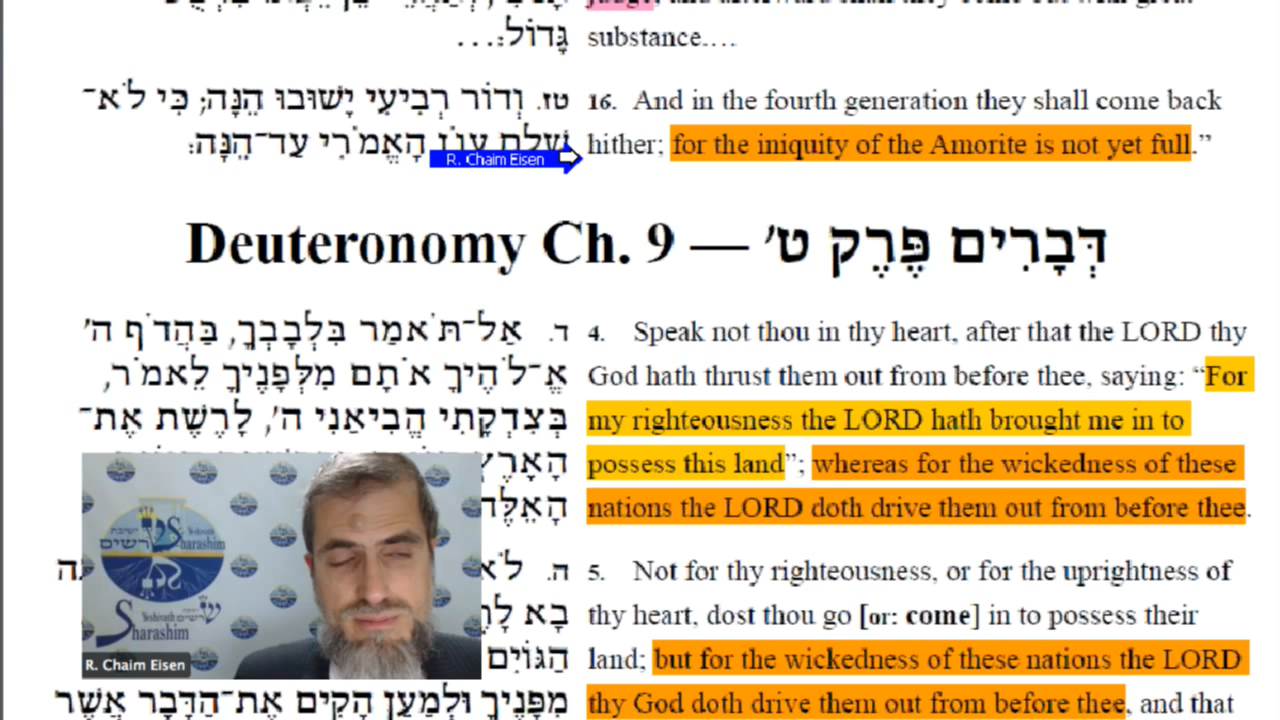 גָּדוֹל:...
substance....
טז. וְדוֹר רְבִיעִי יָשׁוּבוּ הֵנָּה; כִּי לֹא־
הָאֱמֹרִי עַד־הֵנָּה:
16. And in the fourth generation they shall come back
hither; for the iniquity of the Amorite is not yet full.”
R. Chaim Eisen
Deuteronomy Ch. 9 — דְּבָרִים פֶּרֶק ט׳
ד. אַל־תֹּאמַר בִּלְבָבְךָ, בַּהֲדֹף ה׳
אֱ־לֹהֶיךָ אֹתָם מִלְּפָנֶיךָ לֵאמֹר,
בְּצִדְקָתִי הֱבִיאַנִי ה׳, לָרֶשֶׁת אֶת־
4. Speak not thou in thy heart, after that the LORD thy
God hath thrust them out from before thee, saying: “For
my righteousness the LORD hath brought me in to
possess this land”; whereas for the wickedness of these
nations the LORD doth drive them out from before thee.
ה.
הַגּוֹיִם
מִפָּנֶיךָ וּלְמַעַן הָקִים אֶת־הַדָּבָר אֲשֶׁר
5. Not for thy righteousness, or for the uprightness of
thy heart, dost thou go [or: come] in to possess their
land; but for the wickedness of these nations the LORD
thy God doth drive them out from before thee, and that
ישיבת שרשים
Yeshivath Sharashim
Yeshivath שרשים
Sharashim
R. Chaim Eisen